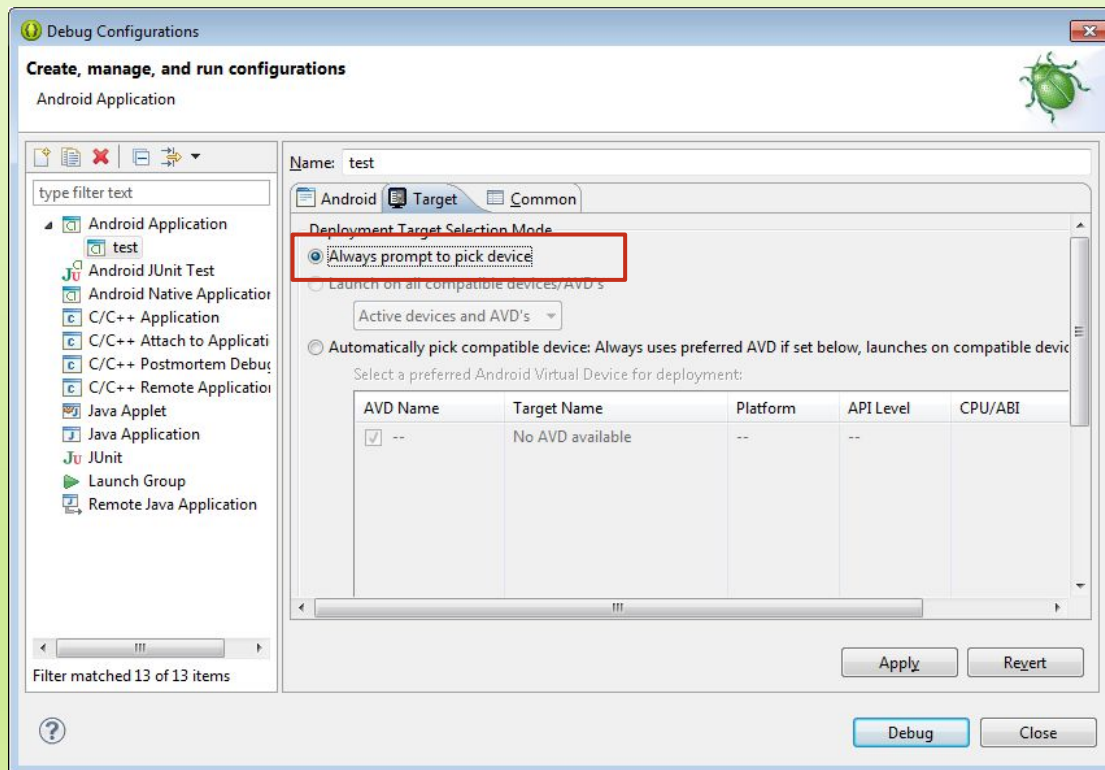 Debug Configurations
Create, manage, and run configurations
Android Application
type filter text
Android Application
test
Android JUnit Test
Android Native Application
C/C++ Application
C/C++ Attach to Applicati
C/C++ Postmortem Debug
C/C++ Remote Application
Java Applet
Java Application
JUnit
Launch Group
Remote Java Application
Filter matched 13 of 13 items
Name: test
Android Target Common
Deployment Target Selection Mode
Always prompt to pick device
Launch on all compatible devices/AVD's
Active devices and AVD's
Automatically pick compatible device: Always uses preferred AVD if set below, launches on compatible devic
Select a preferred Android Virtual Device for deployment:
AVD Name Target Name Platform API Level CPU/ABI
-- No AVD available -- --
Apply Revert
Debug Close